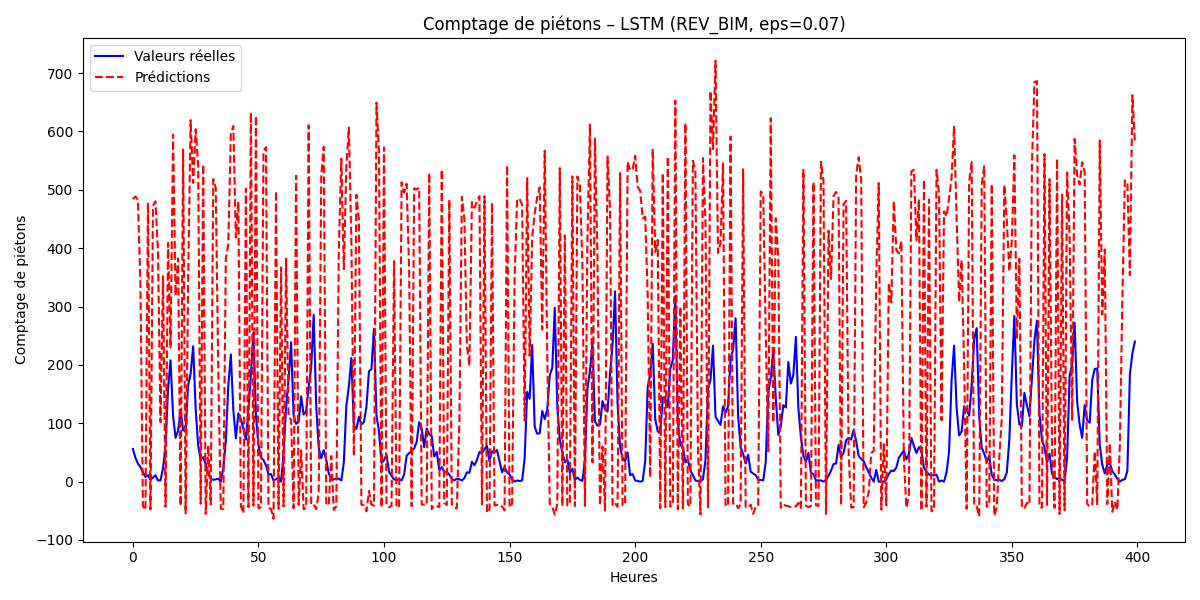 Comptage de piétons – LSTM (REV_BIM, eps=0.07)
Valeurs réelles
Prédictions
Comptage de piétons
700
600
500
400
300
200
100
0
−100
0 50 100 150 200 250 300 350 400
Heures